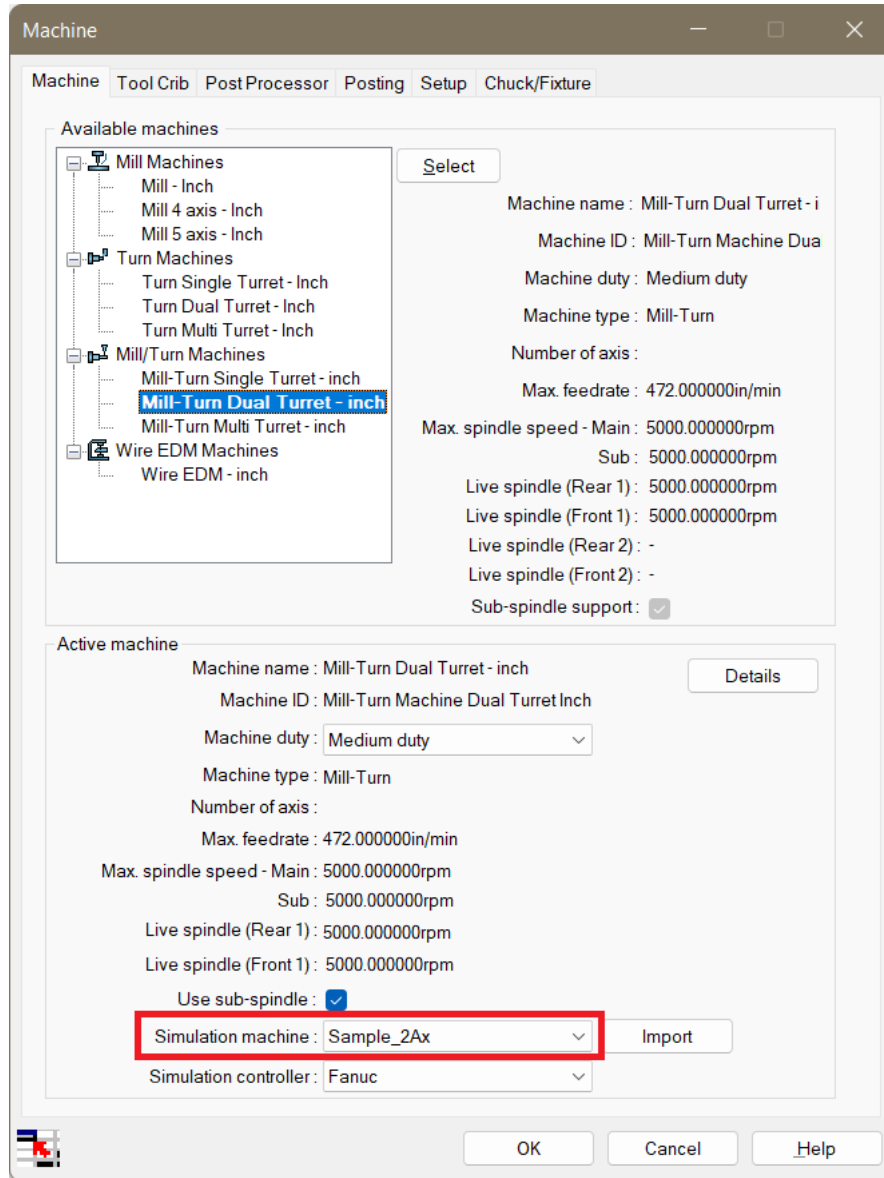 Machine
Machine Tool Crib Post Processor Posting Setup Chuck/Fixture
Available machines
Mill Machines
Mill - Inch
Mill 4 axis - Inch
Mill 5 axis - Inch
Turn Machines
Turn Single Turret - Inch
Turn Dual Turret - Inch
Turn Multi Turret - Inch
Mill/Turn Machines
Mill-Turn Single Turret - inch
Mill-Turn Dual Turret - inch
Mill-Turn Multi Turret - inch
Wire EDM Machines
Wire EDM - inch
Select
Machine name : Mill-Turn Dual Turret - i
Machine ID : Mill-Turn Machine Dua
Machine duty : Medium duty
Machine type : Mill-Turn
Number of axis :
Max. feedrate : 472.000000in/min
Max. spindle speed - Main : 5000.000000rpm
Sub : 5000.000000rpm
Live spindle (Rear 1) : 5000.000000rpm
Live spindle (Front 1) : 5000.000000rpm
Live spindle (Rear 2) : -
Live spindle (Front 2) : -
Sub-spindle support :
Active machine
Machine name : Mill-Turn Dual Turret - inch
Details
Machine ID : Mill-Turn Machine Dual Turret Inch
Machine duty : Medium duty
Machine type : Mill-Turn
Number of axis :
Max. feedrate : 472.000000in/min
Max. spindle speed - Main : 5000.000000rpm
Sub : 5000.000000rpm
Live spindle (Rear 1) : 5000.000000rpm
Live spindle (Front 1) : 5000.000000rpm
Use sub-spindle :
Simulation machine : Sample_2Ax Import
Simulation controller : Fanuc
OK Cancel Help